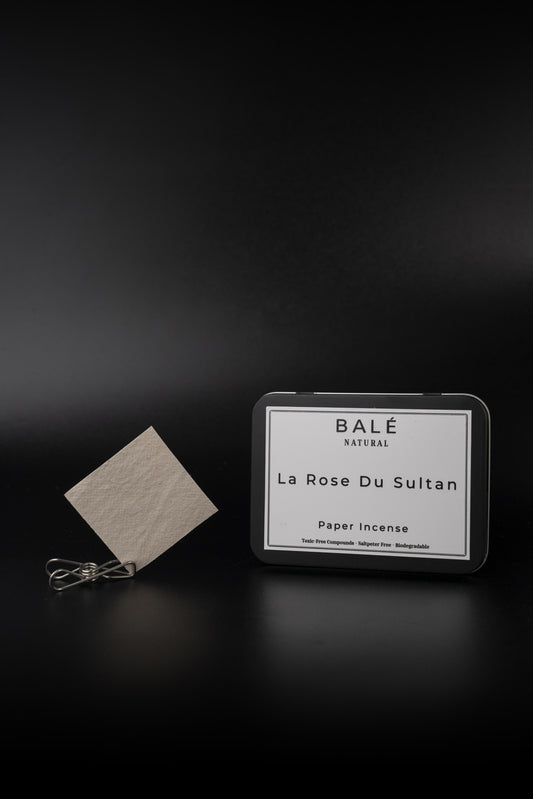 BALÉ
NATURAL
La Rose Du Sultan
Paper Incense
Toxic-Free Compounds · Saltpeter Free · Biodegradable